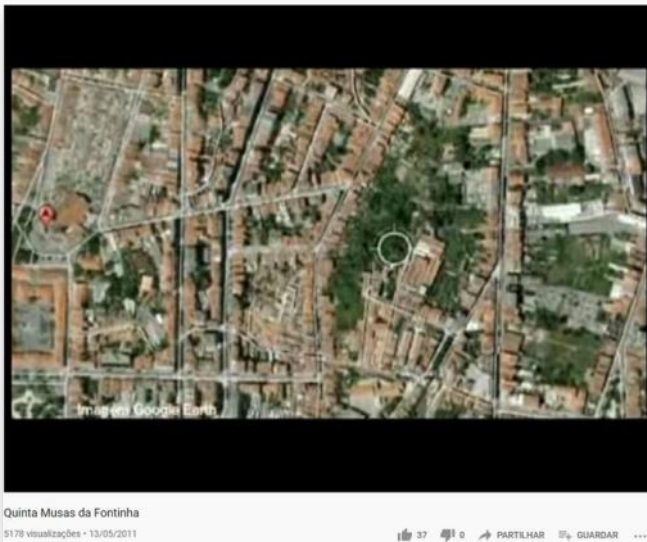 A
Imagem Google Earth
Quinta Musas da Fontinha
5178 visualizações • 13/05/2011
37 0 PARTILHAR GUARDAR